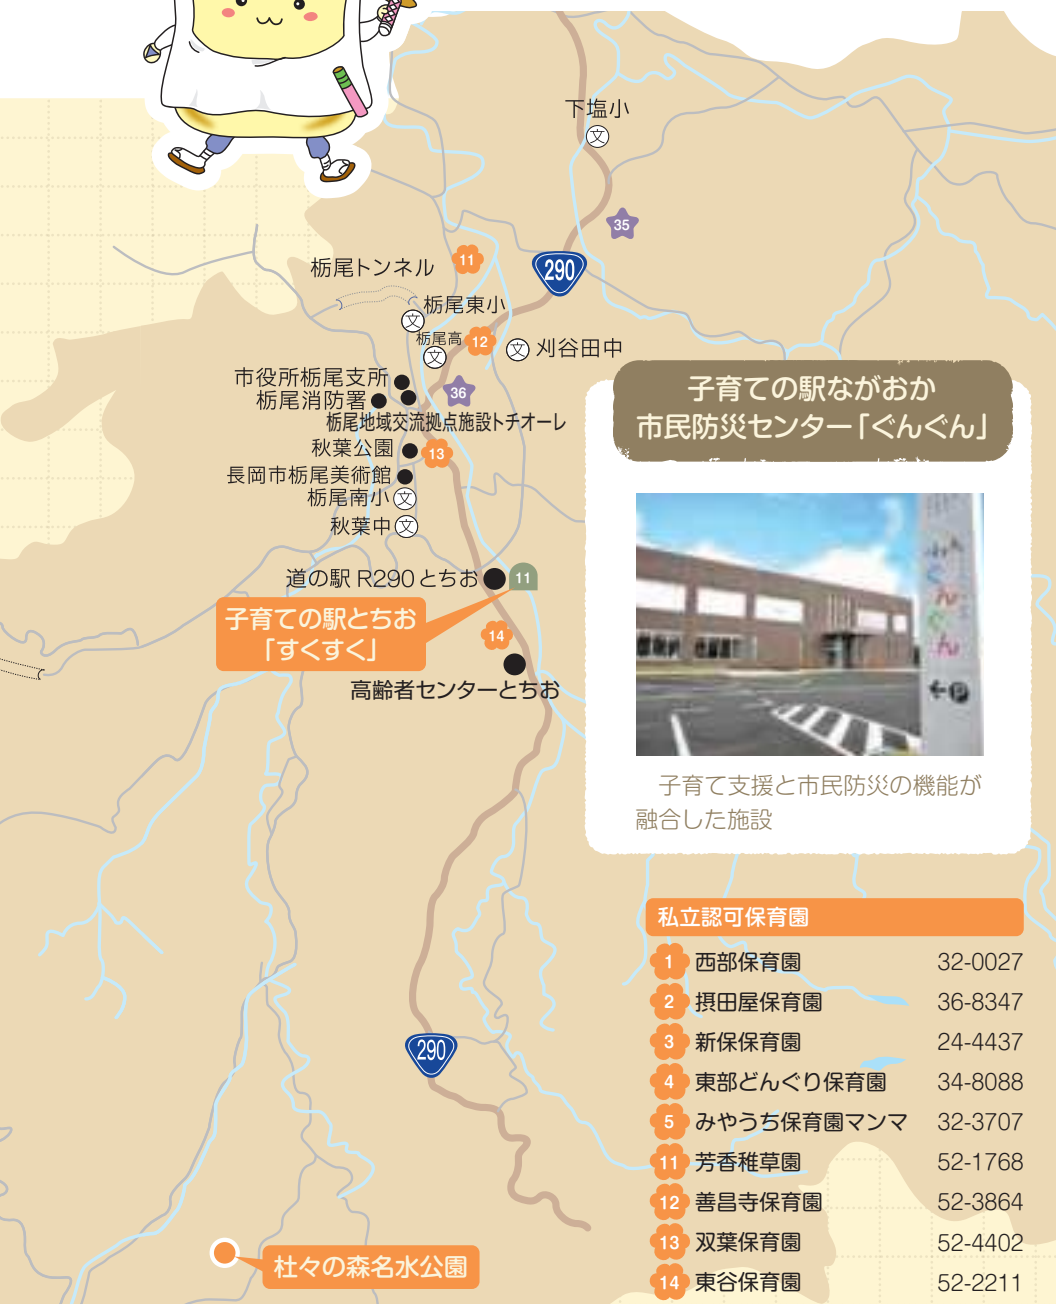 下塩小
文
35
290
栃尾トンネル
11
栃尾東小
文
栃尾高
文
12
文
刈谷田中
市役所栃尾支所
栃尾消防署
36
栃尾地域交流拠点施設トチオーレ
秋葉公園
13
長岡市栃尾美術館
栃尾南小
文
秋葉中
文
道の駅 R290 とちお
11
子育ての駅とちお
「すくすく」
14
高齢者センターとちお
290
杜々の森名水公園
子育ての駅ながおか
市民防災センター「ぐんぐん」
ぐんぐん
←P
子育て支援と市民防災の機能が
融合した施設
私立認可保育園
1 西部保育園 32-0027
2 摂田屋保育園 36-8347
3 新保保育園 24-4437
4 東部どんぐり保育園 34-8088
5 みやうち保育園マンマ 32-3707
11 芳香稚草園 52-1768
12 善昌寺保育園 52-3864
13 双葉保育園 52-4402
14 東谷保育園 52-2211